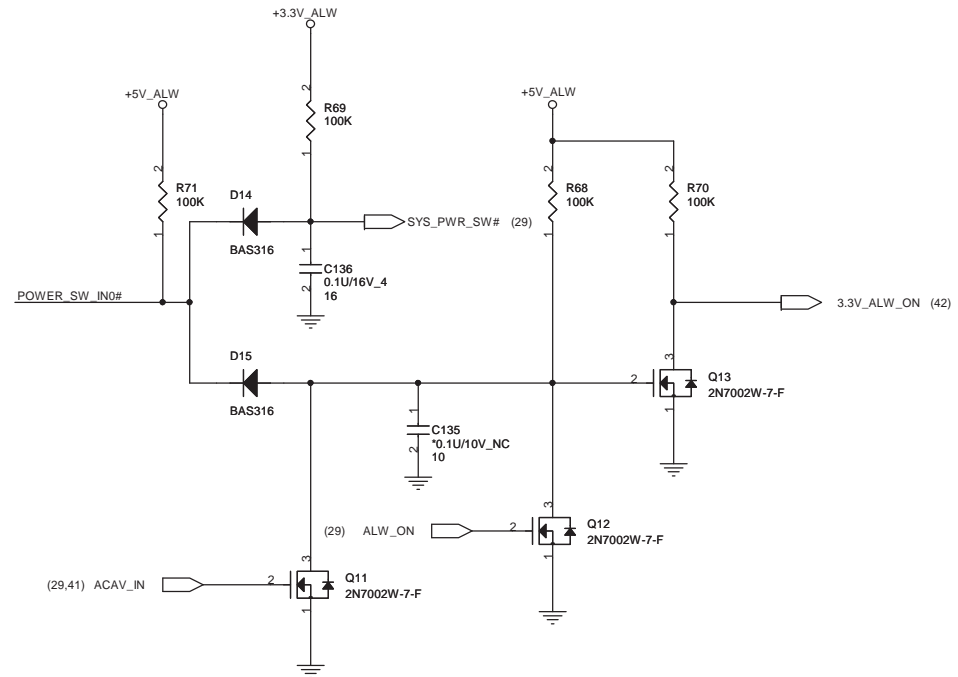 +3.3V_ALW
+5V_ALW
+5V_ALW
2
R69
100K
1
2
R71
100K
1
D14
BAS316
SYS_PWR_SW# (29)
2
R68
100K
1
2
R70
100K
1
1
C136
0.1U/16V_4
16
2
POWER_SW_IN0#
3.3V_ALW_ON (42)
D15
BAS316
3
2
Q13
2N7002W-7-F
1
1
C135
*0.1U/10V_NC
10
2
(29) ALW_ON
3
2
Q12
2N7002W-7-F
1
(29,41) ACAV_IN
3
2
Q11
2N7002W-7-F
1